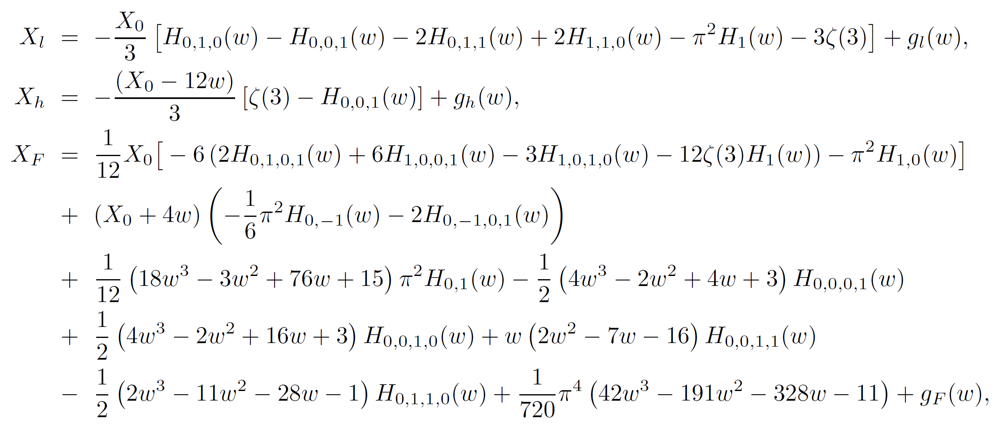 X_l = -\frac{X_0}{3} [H_{0,1,0}(w) - H_{0,0,1}(w) - 2H_{0,1,1}(w) + 2H_{1,1,0}(w) - \pi^2 H_1(w) - 3\zeta(3)] + g_l(w),
X_h = -\frac{(X_0 - 12w)}{3} [\zeta(3) - H_{0,0,1}(w)] + g_h(w),
X_F = \frac{1}{12} X_0 [ - 6 (2H_{0,1,0,1}(w) + 6H_{1,0,0,1}(w) - 3H_{1,0,1,0}(w) - 12\zeta(3)H_1(w)) - \pi^2 H_{1,0}(w)]
+ (X_0 + 4w) \left( -\frac{1}{6} \pi^2 H_{0,-1}(w) - 2H_{0,-1,0,1}(w) \right)
+ \frac{1}{12} (18w^3 - 3w^2 + 76w + 15) \pi^2 H_{0,1}(w) - \frac{1}{2} (4w^3 - 2w^2 + 4w + 3) H_{0,0,0,1}(w)
+ \frac{1}{2} (4w^3 - 2w^2 + 16w + 3) H_{0,0,1,0}(w) + w (2w^2 - 7w - 16) H_{0,0,1,1}(w)
- \frac{1}{2} (2w^3 - 11w^2 - 28w - 1) H_{0,1,1,0}(w) + \frac{1}{720} \pi^4 (42w^3 - 191w^2 - 328w - 11) + g_F(w),